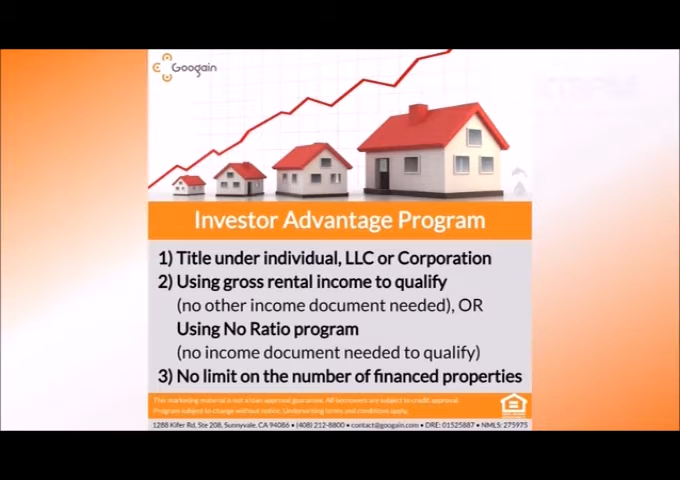 Googain
Investor Advantage Program
1) Title under individual, LLC or Corporation
2) Using gross rental income to qualify
(no other income document needed), OR
Using No Ratio program
(no income document needed to qualify)
3) No limit on the number of financed properties
This marketing material is not a loan approval guarantee. All borrowers are subject to credit approval.
Program subject to change without notice. Underwriting terms and conditions apply.
1288 Kifer Rd, Ste 208, Sunnyvale, CA 94086 • (408) 212-8800 • contact@googain.com • DRE: 01525887 • NMLS: 275975